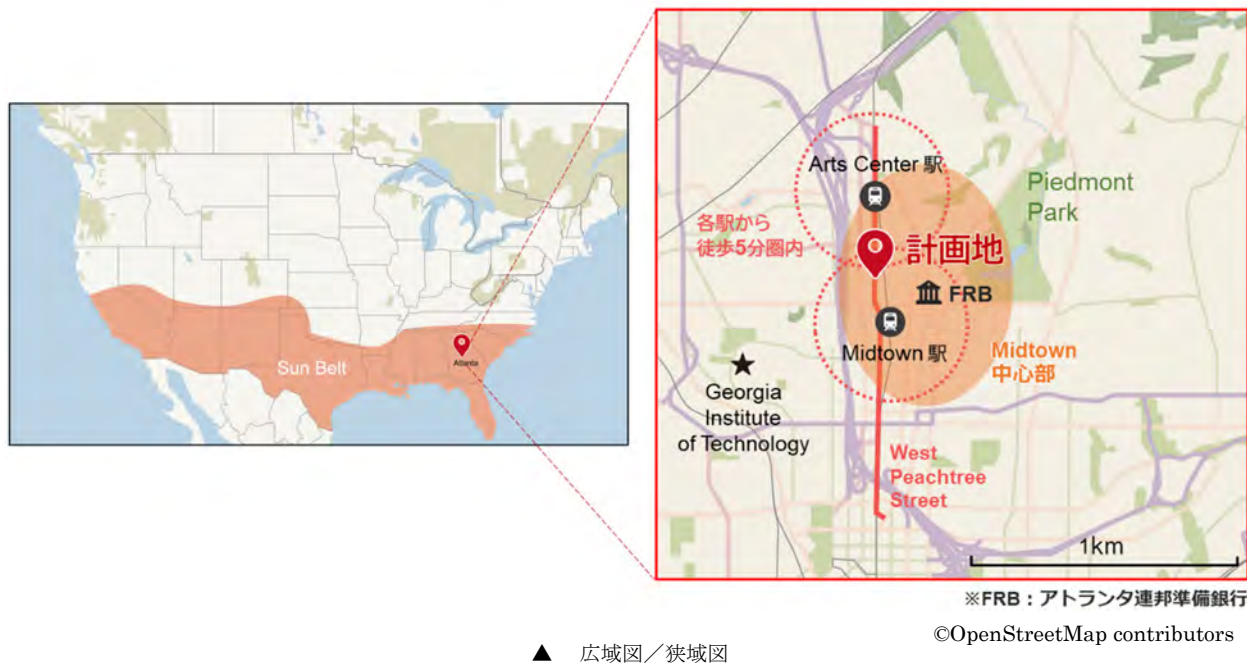 Sun Belt
Atlanta
Arts Center 駅
Piedmont
Park
各駅から
徒歩5分圏内
計画地
FRB
Midtown 駅
Midtown
中心部
Georgia
Institute
of Technology
West
Peachtree
Street
1km
※FRB：アトランタ連邦準備銀行
©OpenStreetMap contributors
▲ 広域図／狭域図